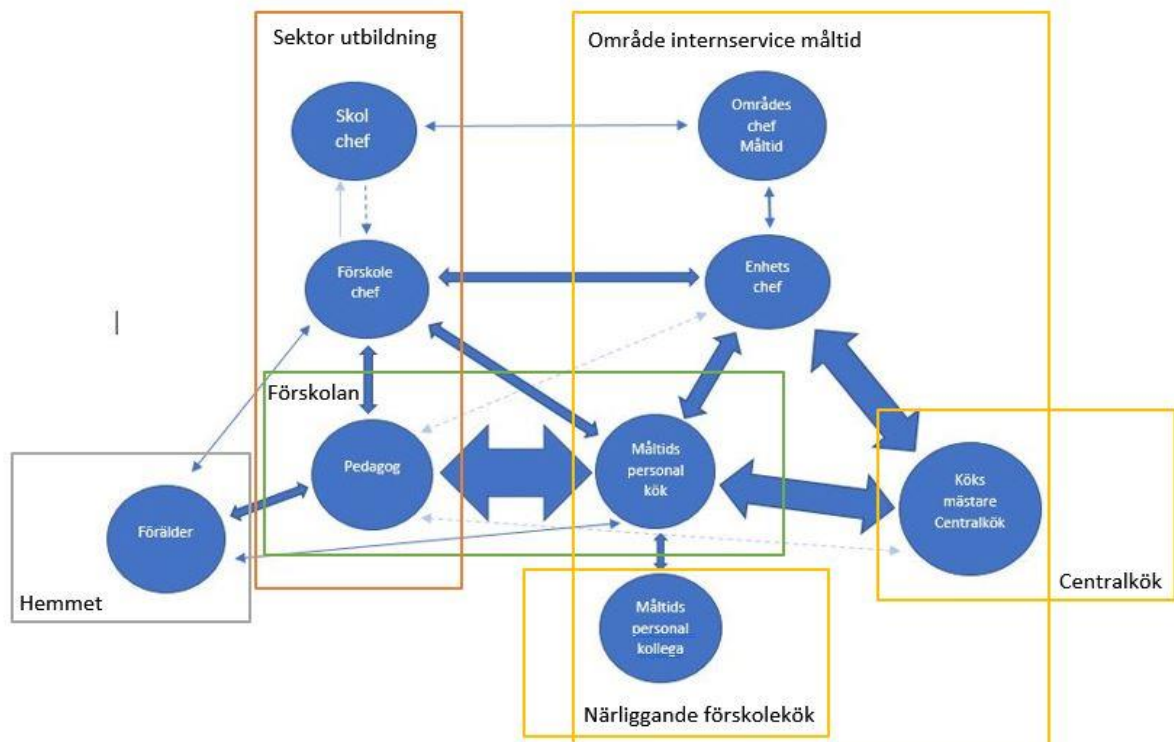 Sektor utbildning
Område internservice måltid
Skol
chef
Områdes
chef
Måltid
Förskole
chef
Enhets
chef
Förskolan
Pedagog
Måltids
personal
kök
Köks
mästare
Centralkök
Förälder
Hemmet
Centralkök
Måltids
personal
kollega
Närliggande förskolekök